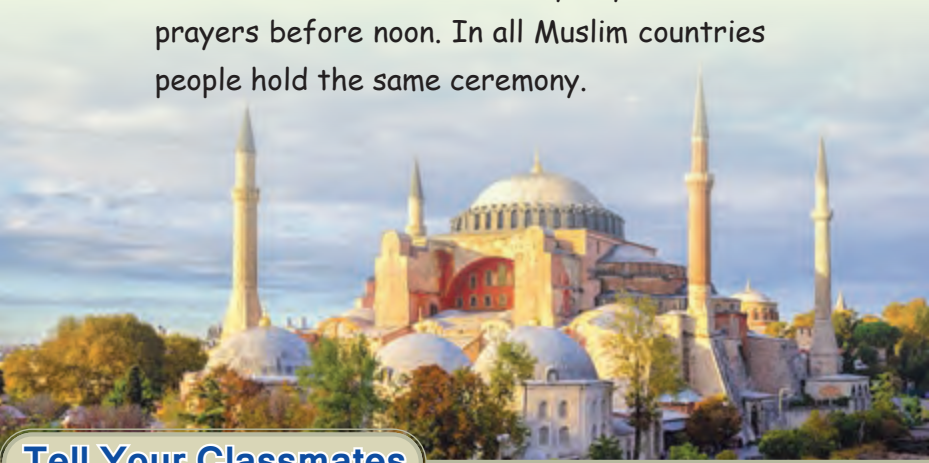 prayers before noon. In all Muslim countries
people hold the same ceremony.
Tell Your Classmates